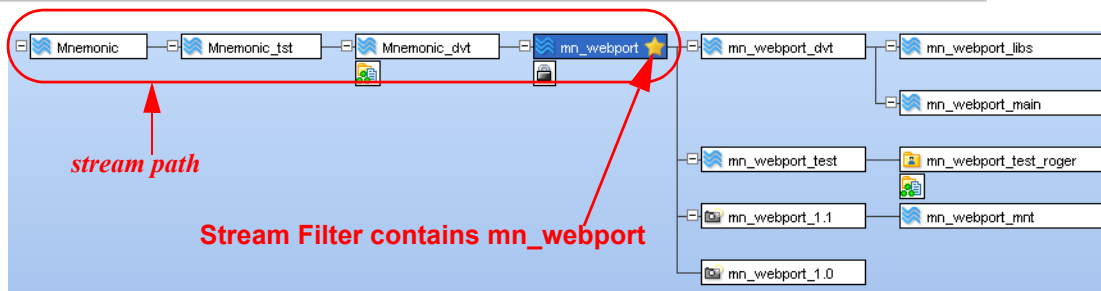 Mnemonic Mnemonic_tst Mnemonic_dvt mn_webport mn_webport_dvt mn_webport_libs
mn_webport_main
stream path
mn_webport_test mn_webport_test_roger
Stream Filter contains mn_webport
mn_webport_1.1 mn_webport_mnt
mn_webport_1.0